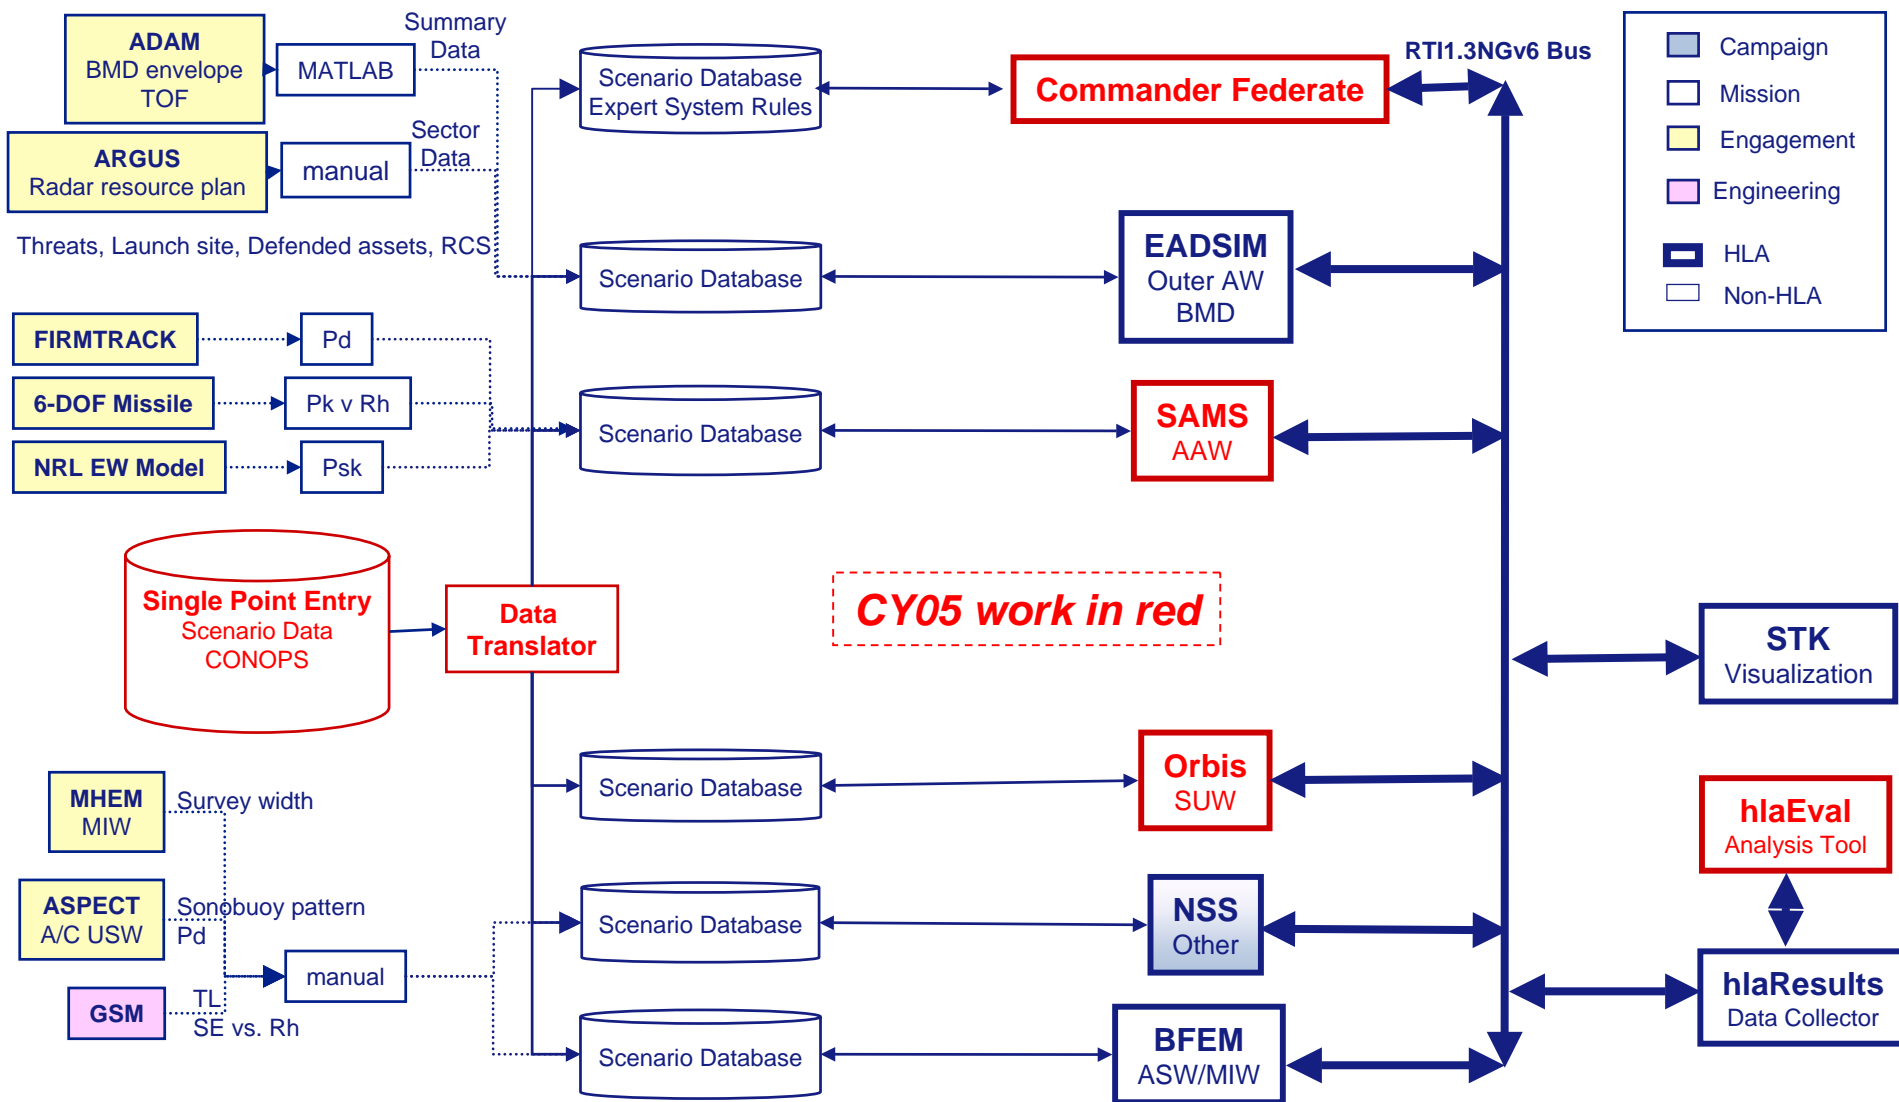 ADAM
BMD envelope
TOF
MATLAB
Summary
Data
Scenario Database
Expert System Rules
Commander Federate
RTI1.3NGv6 Bus
Campaign
Mission
Engagement
Engineering
HLA
Non-HLA
ARGUS
Radar resource plan
manual
Sector
Data
Threats, Launch site, Defended assets, RCS
Scenario Database
EADSIM
Outer AW
BMD
FIRMTRACK
Pd
6-DOF Missile
Pk v Rh
NRL EW Model
Psk
Scenario Database
SAMS
AAW
Single Point Entry
Scenario Data
CONOPS
Data
Translator
CY05 work in red
STK
Visualization
MHEM
MIW
Survey width
Scenario Database
Orbis
SUW
hlaEval
Analysis Tool
ASPECT
A/C USW
Sonobuoy pattern
Pd
manual
Scenario Database
NSS
Other
GSM
TL
SE vs. Rh
Scenario Database
BFEM
ASW/MIW
hlaResults
Data Collector